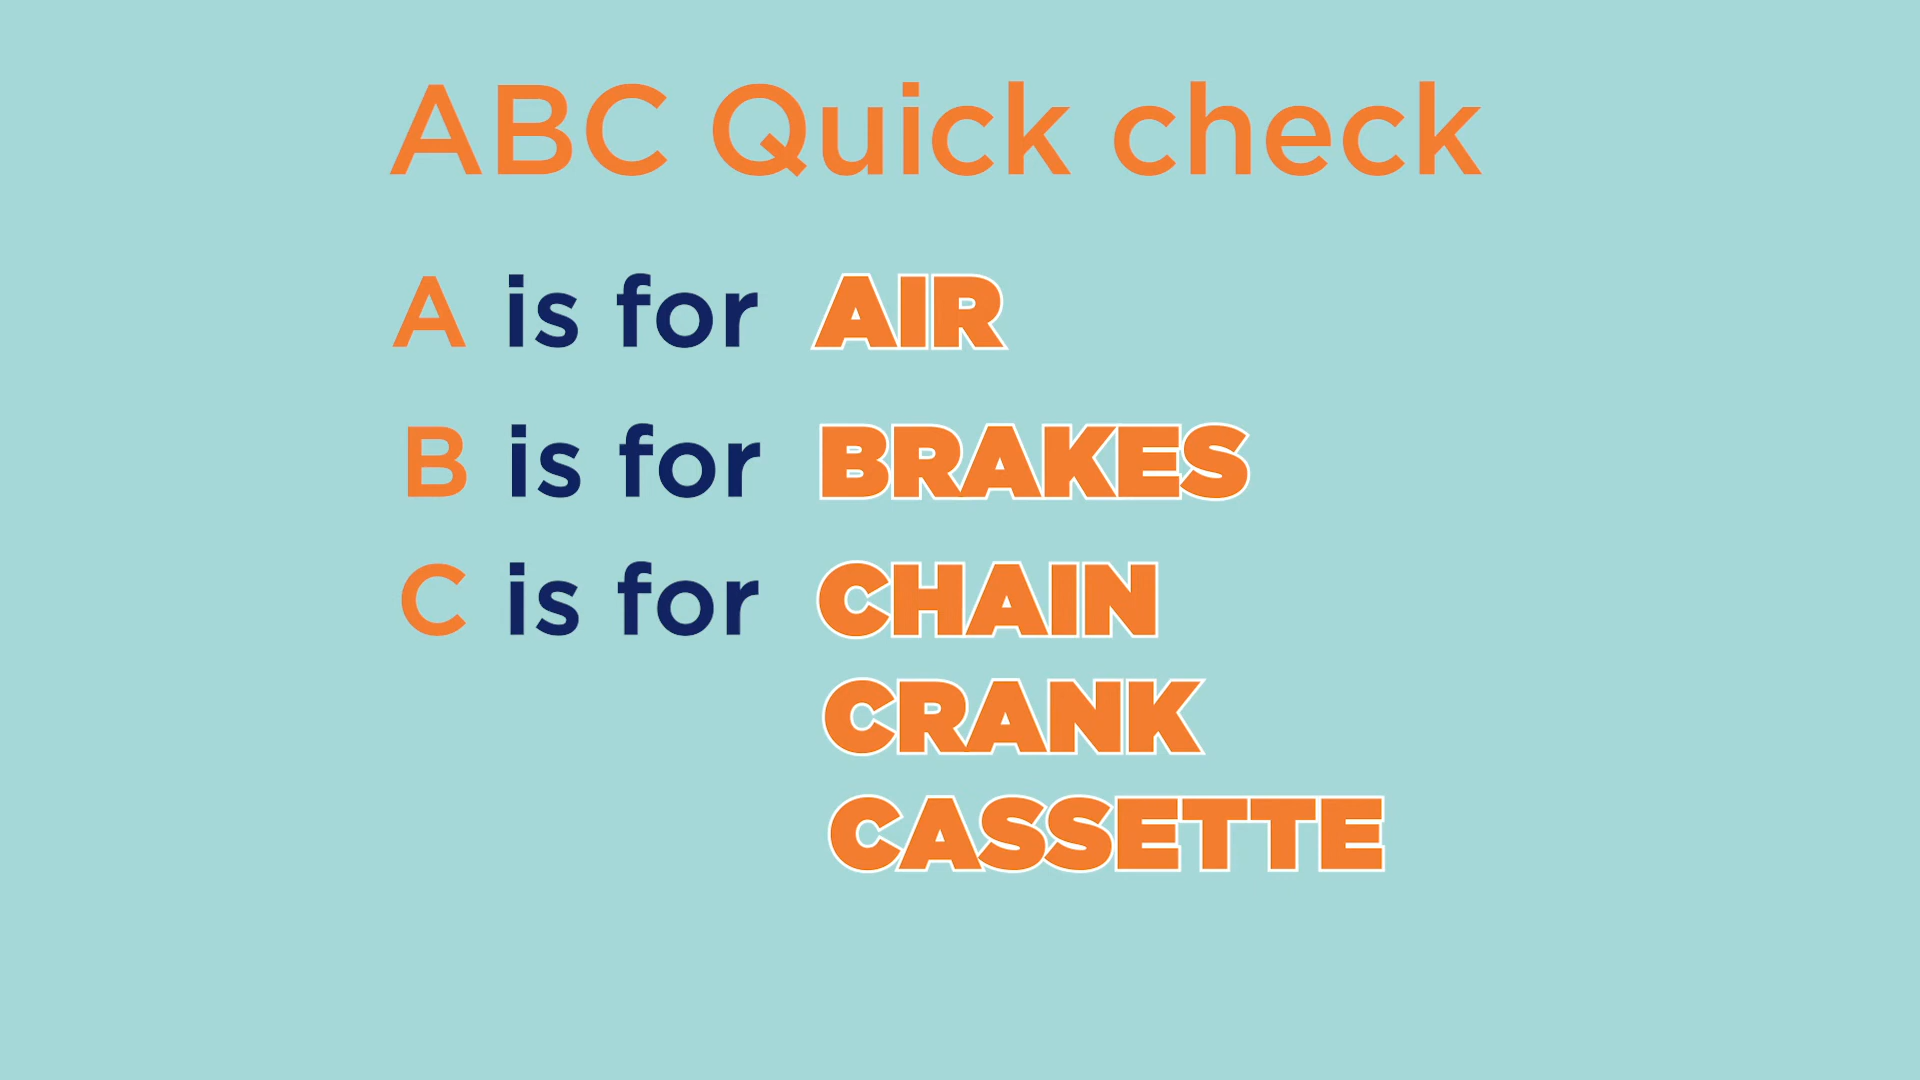 ABC Quick check
A is for AIR
B is for BRAKES
C is for CHAIN
CRANK
CASSETTE